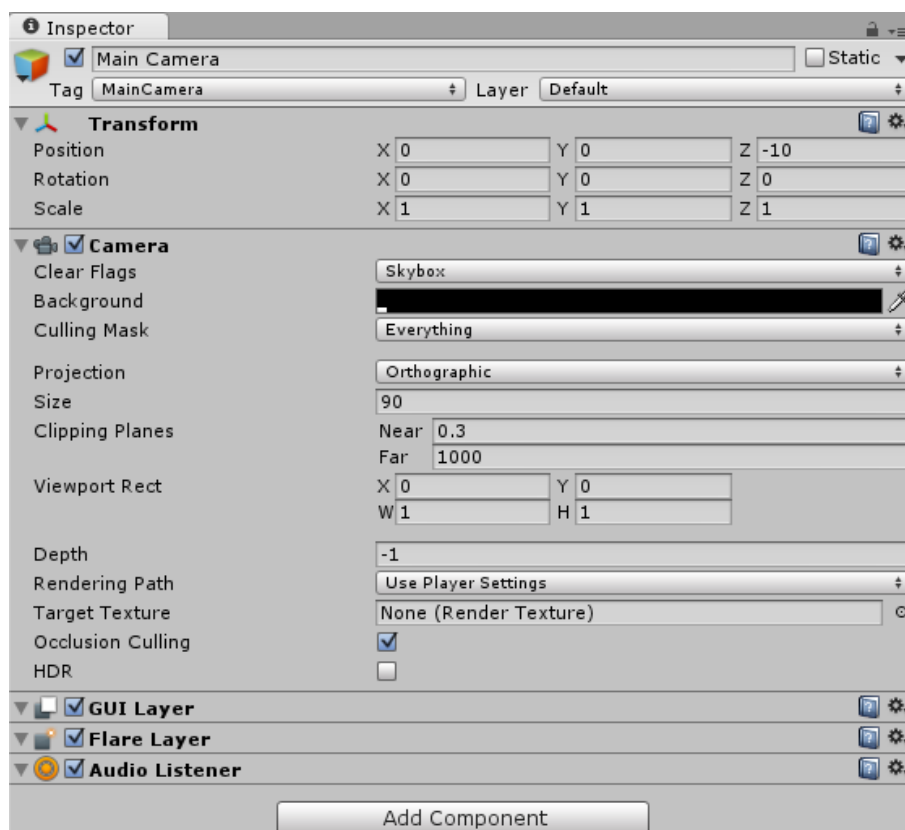 Inspector
Main Camera Static
Tag MainCamera Layer Default
Transform
Position X 0 Y 0 Z -10
Rotation X 0 Y 0 Z 0
Scale X 1 Y 1 Z 1
Camera
Clear Flags Skybox
Background
Culling Mask Everything
Projection Orthographic
Size 90
Clipping Planes Near 0.3
Far 1000
Viewport Rect X 0 Y 0
W 1 H 1
Depth -1
Rendering Path Use Player Settings
Target Texture None (Render Texture)
Occlusion Culling
HDR
GUI Layer
Flare Layer
Audio Listener
Add Component